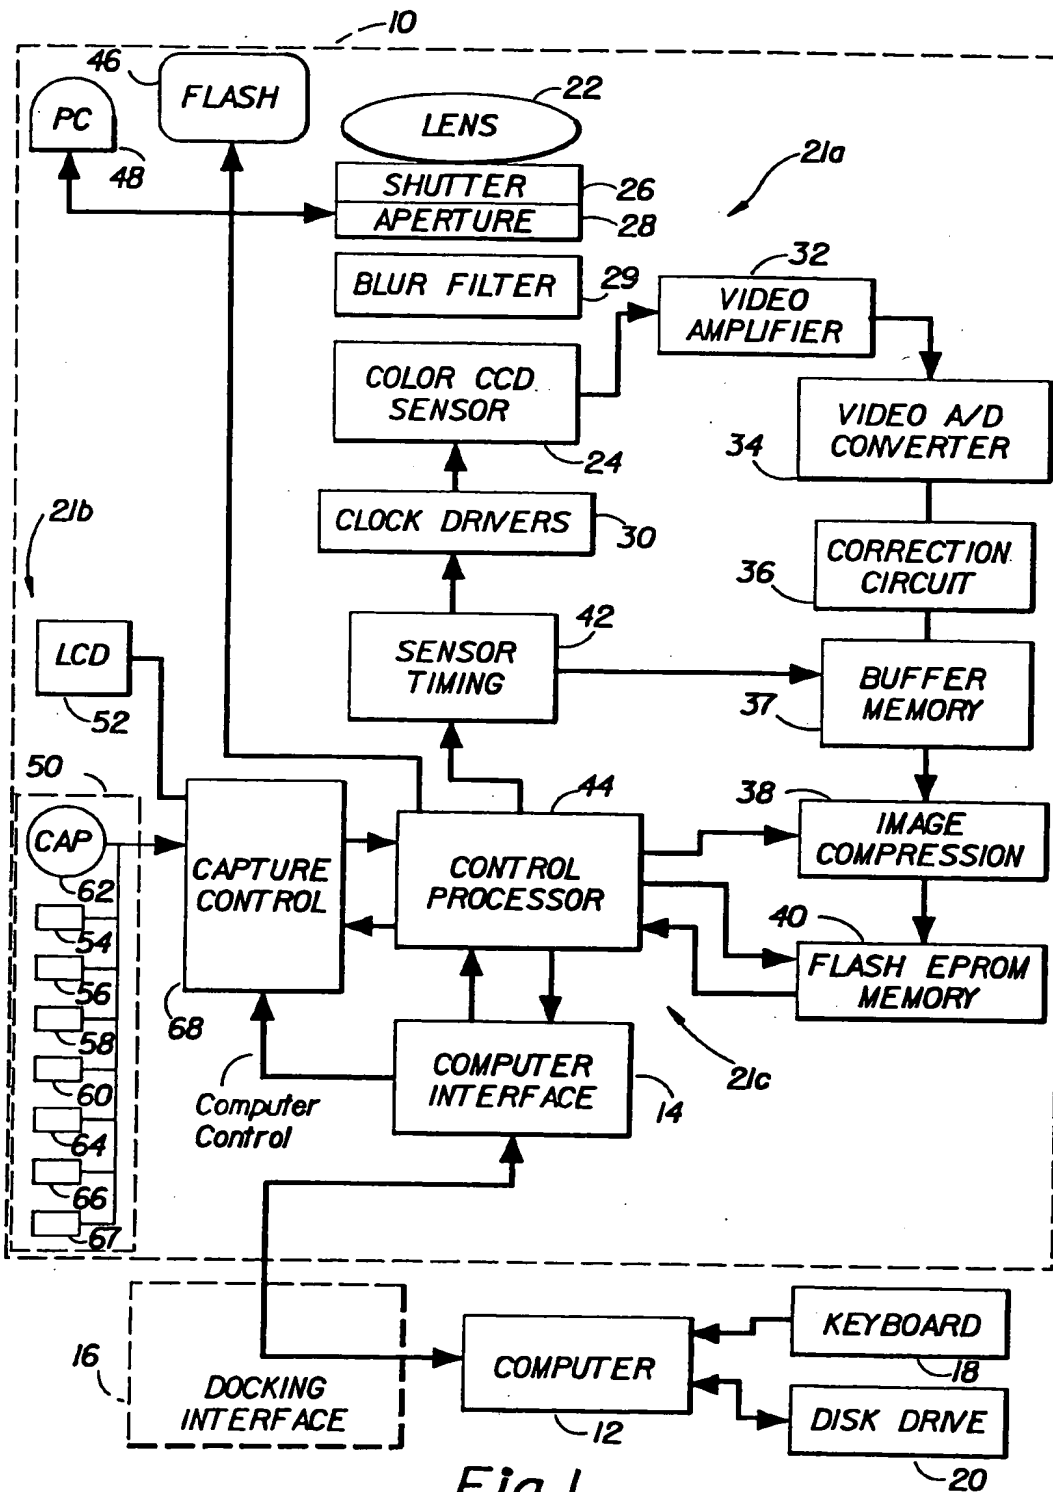 10
46
FLASH
PC
48
22
LENS
21a
SHUTTER
26
APERTURE
28
BLUR FILTER
29
32
VIDEO
AMPLIFIER
COLOR CCD
SENSOR
24
VIDEO A/D
CONVERTER
34
21b
CLOCK DRIVERS
30
CORRECTION
CIRCUIT
36
42
SENSOR
TIMING
LCD
52
BUFFER
MEMORY
37
50
44
38
CAP
62
CAPTURE
CONTROL
CONTROL
PROCESSOR
IMAGE
COMPRESSION
54
40
FLASH EPROM
MEMORY
56
68
58
21c
COMPUTER
INTERFACE
14
60
Computer
Control
64
66
67
16
DOCKING
INTERFACE
COMPUTER
12
KEYBOARD
18
DISK DRIVE
20
Fig. 1